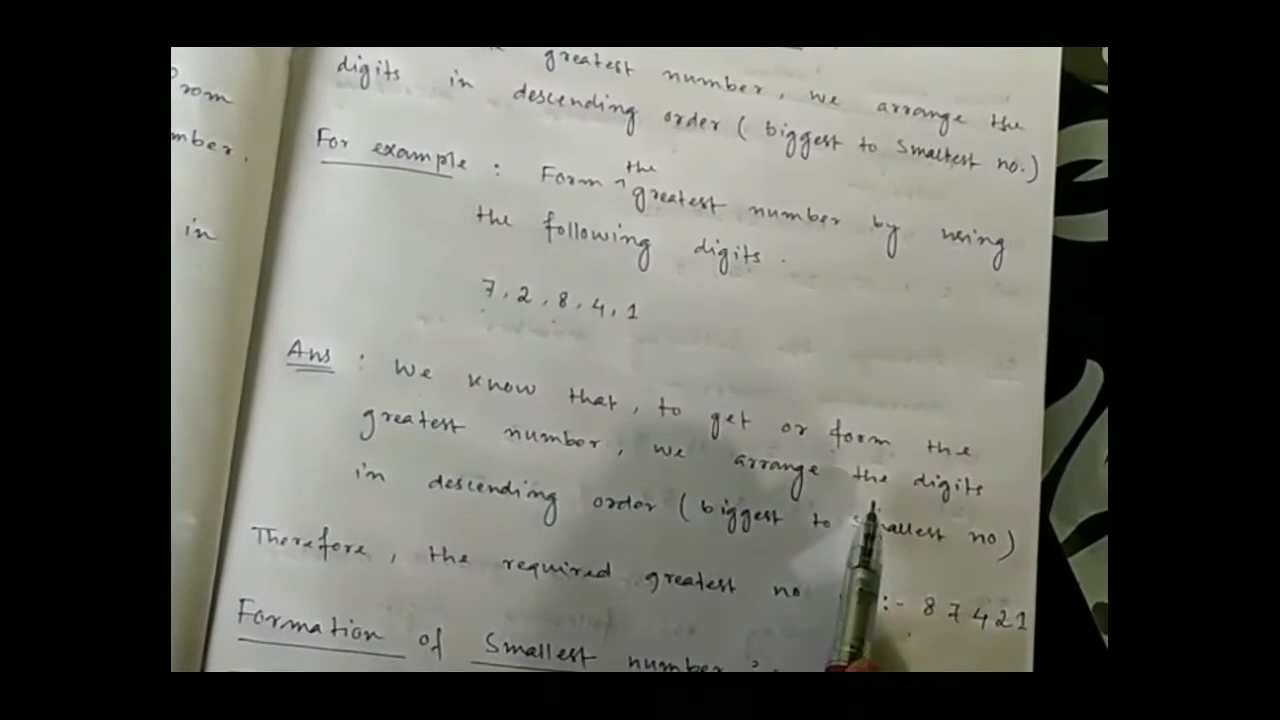 greatest number, we arrange the
digits in descending order ( biggest to smallest no.)
For example : Form ^ the greatest number by using
the following digits .
7, 2, 8, 4, 1
Ans : We know that, to get or form the
greatest number, we arrange the digits
in descending order ( biggest to smallest no)
Therefore, the required greatest no :- 87421
Formation of Smallest number :
rom
mber.
in